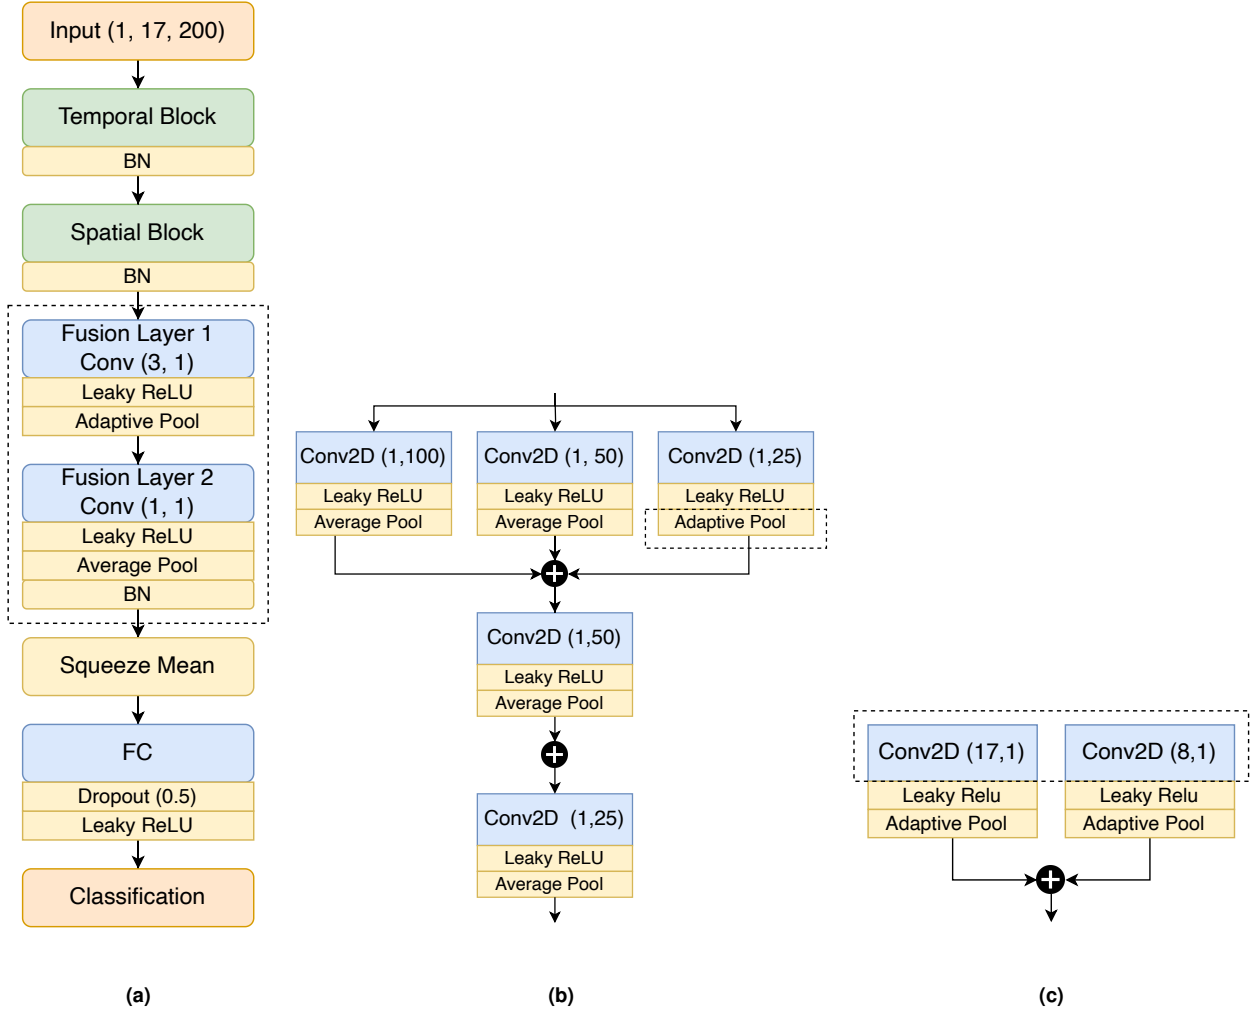 Input (1, 17, 200)
Temporal Block
BN
Spatial Block
BN
Fusion Layer 1
Conv (3, 1)
Leaky ReLU
Adaptive Pool
Fusion Layer 2
Conv (1, 1)
Leaky ReLU
Average Pool
BN
Squeeze Mean
FC
Dropout (0.5)
Leaky ReLU
Classification
(a)
Conv2D (1,100)
Leaky ReLU
Average Pool
Conv2D (1, 50)
Leaky ReLU
Average Pool
Conv2D (1,25)
Leaky ReLU
Adaptive Pool
Conv2D (1,50)
Leaky ReLU
Average Pool
Conv2D (1,25)
Leaky ReLU
Average Pool
(b)
Conv2D (17,1)
Leaky Relu
Adaptive Pool
Conv2D (8,1)
Leaky Relu
Adaptive Pool
(c)